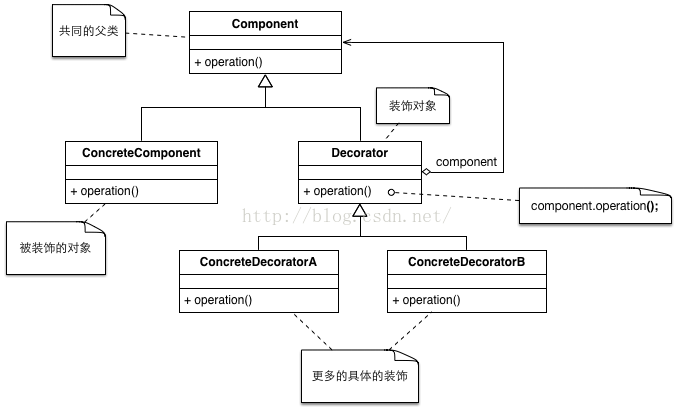 共同的父类
Component
+ operation()
装饰对象
ConcreteComponent
+ operation()
Decorator
+ operation()
component
component.operation();
http://blog.csdn.net/
被装饰的对象
ConcreteDecoratorA
+ operation()
ConcreteDecoratorB
+ operation()
更多的具体的装饰